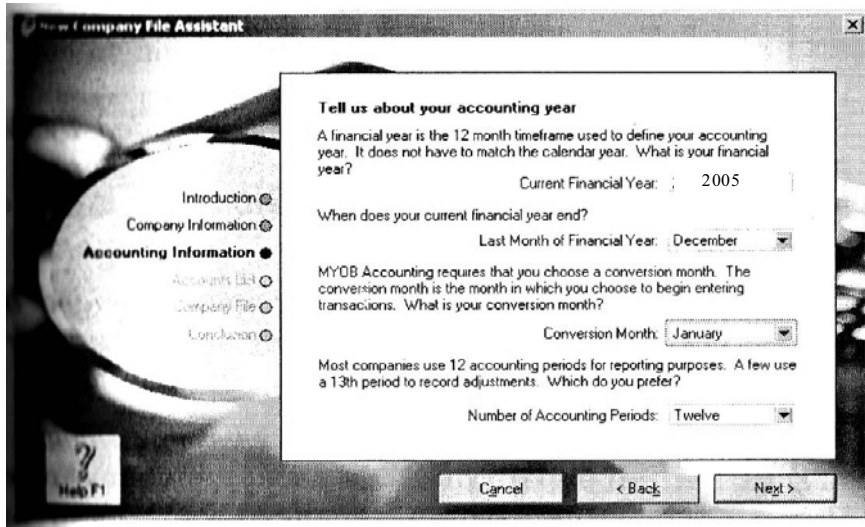 New Company File Assistant
Tell us about your accounting year
A financial year is the 12 month timeframe used to define your accounting
year. It does not have to match the calendar year. What is your financial
year?
Current Financial Year: 2005
When does your current financial year end?
Last Month of Financial Year: December
MYOB Accounting requires that you choose a conversion month. The
conversion month is the month in which you choose to begin entering
transactions. What is your conversion month?
Conversion Month: January
Most companies use 12 accounting periods for reporting purposes. A few use
a 13th period to record adjustments. Which do you prefer?
Number of Accounting Periods: Twelve
Introduction
Company Information
Accounting Information
Accounts List
Company File
Conclusion
Help F1
Cancel
< Back
Next >